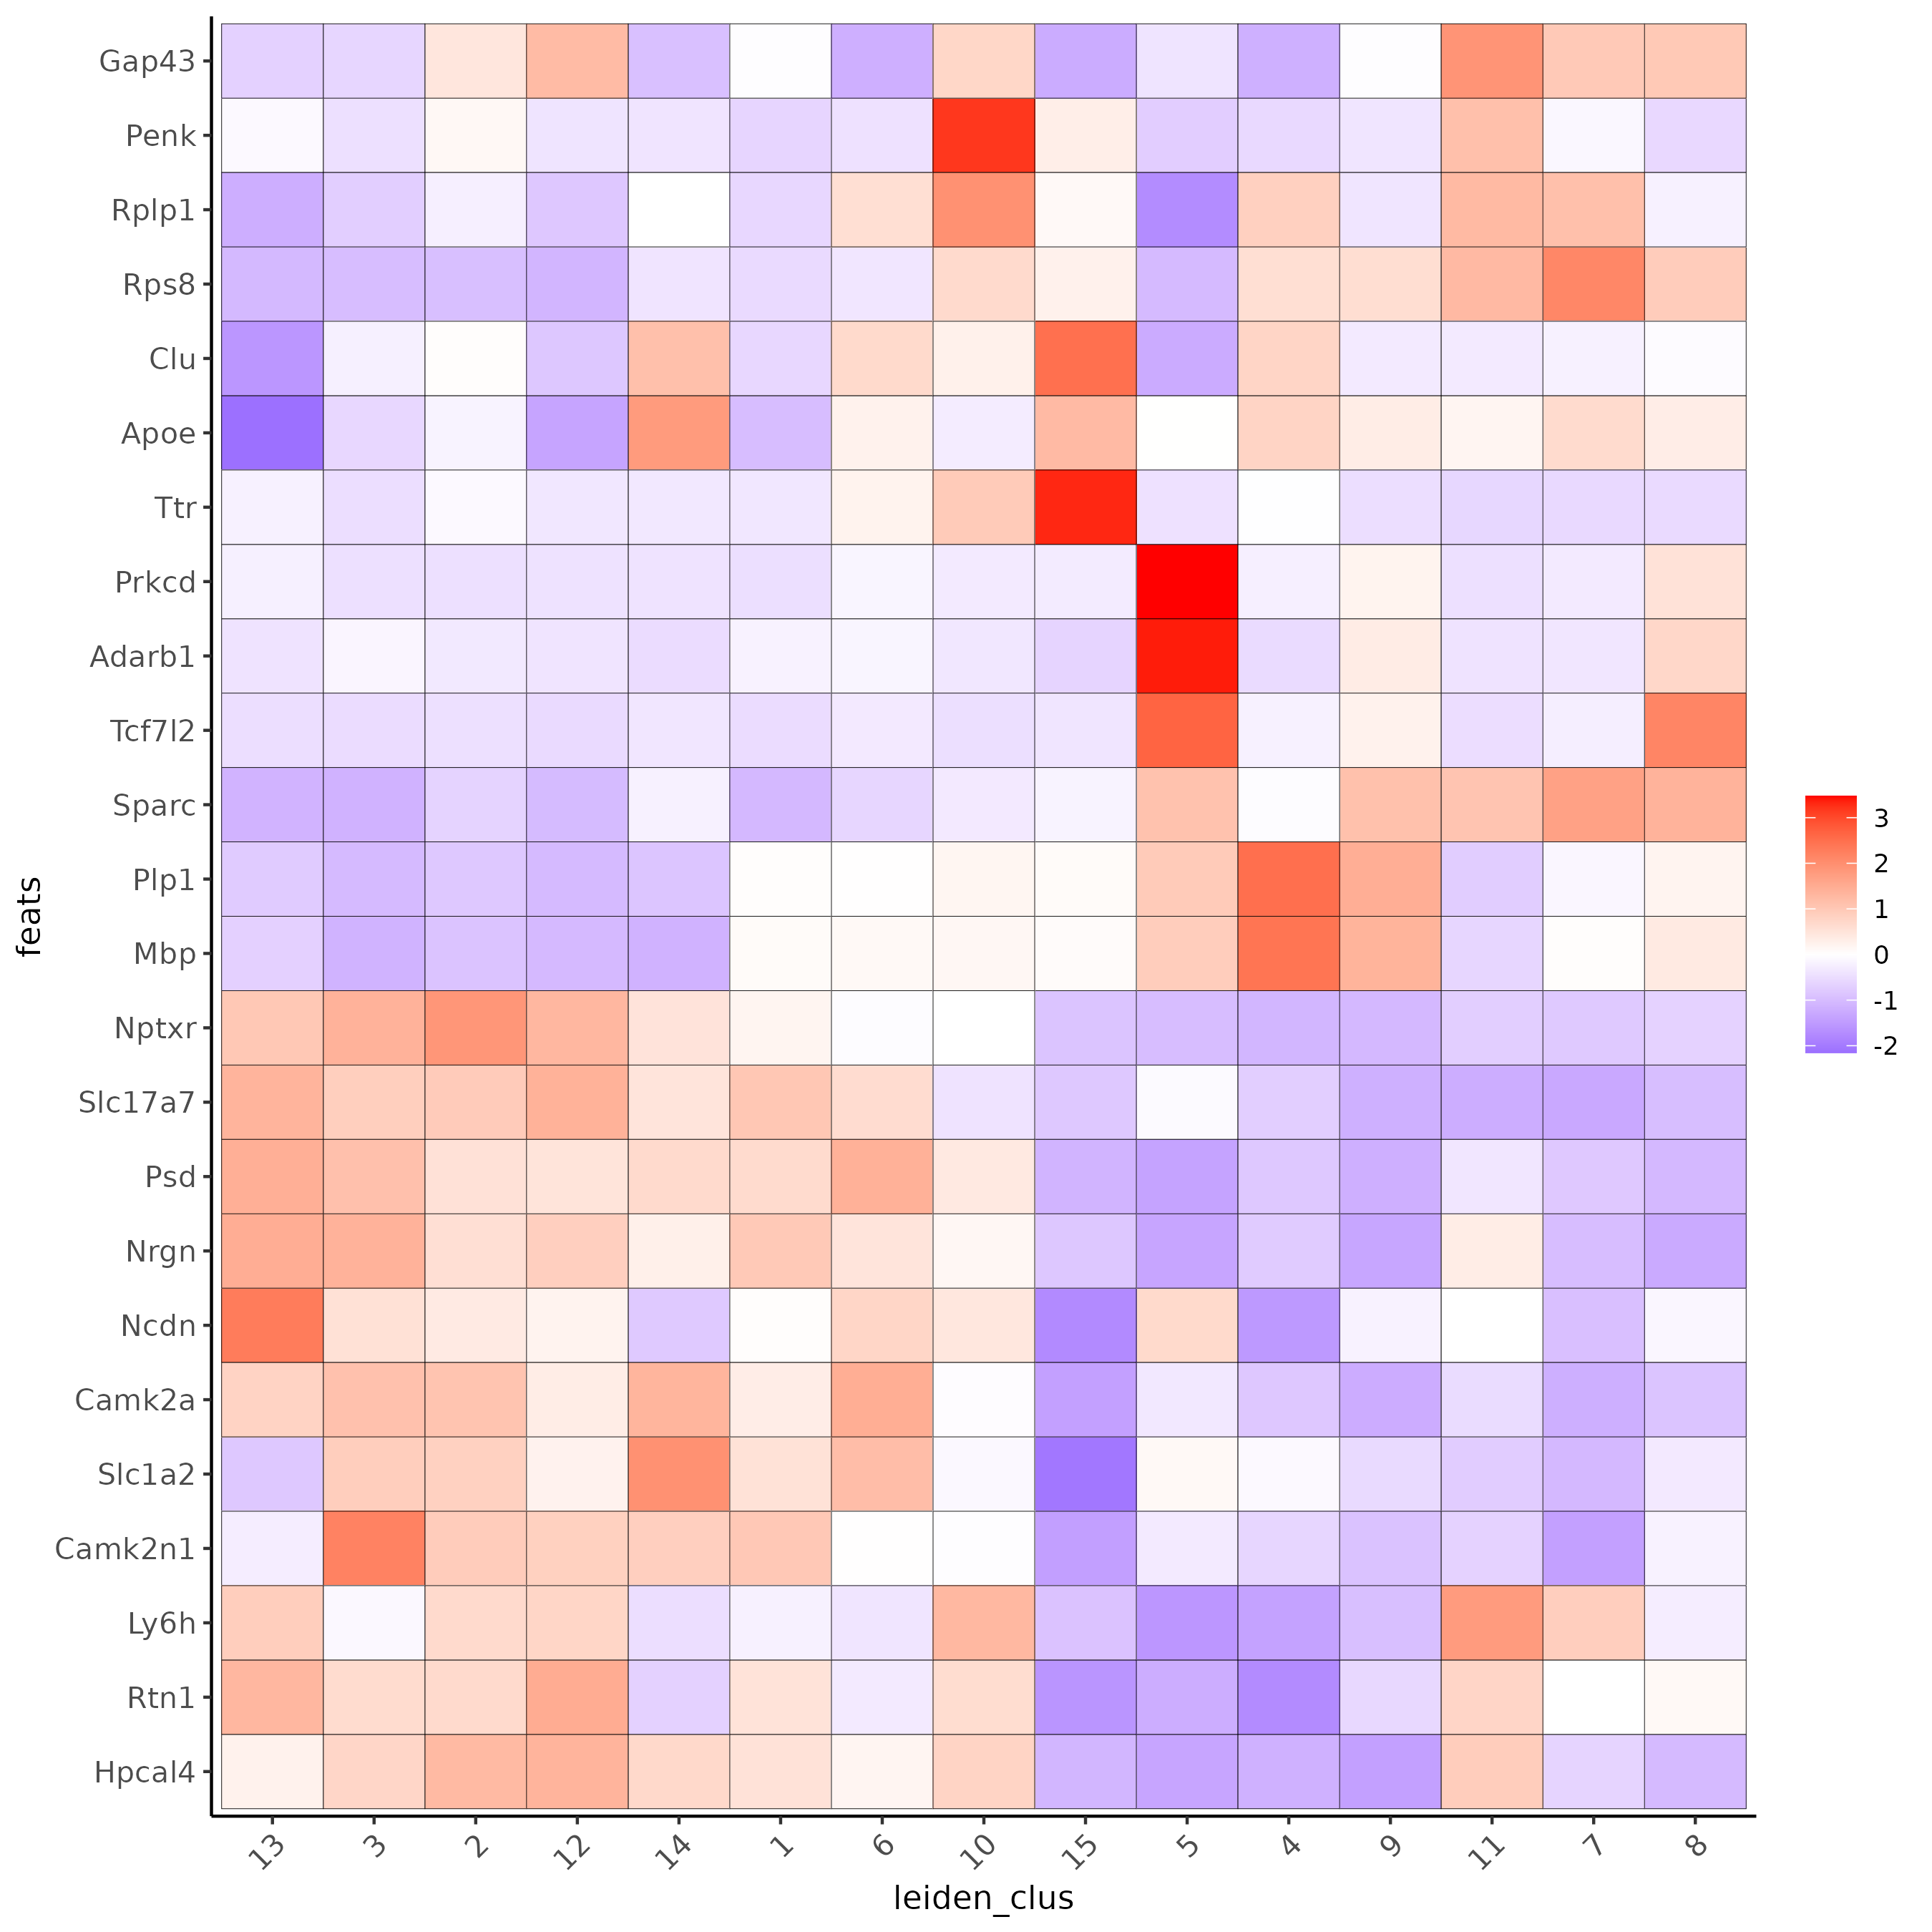 Gap43
Penk
Rplp1
Rps8
Clu
Apoe
Ttr
Prkcd
Adarb1
Tcf7l2
Sparc
Plp1
Mbp
Nptxr
Slc17a7
Psd
Nrgn
Ncdn
Camk2a
Slc1a2
Camk2n1
Ly6h
Rtn1
Hpcal4
feats
13 3 2 12 14 1 6 10 15 5 4 9 11 7 8
leiden_clus
3
2
1
0
-1
-2